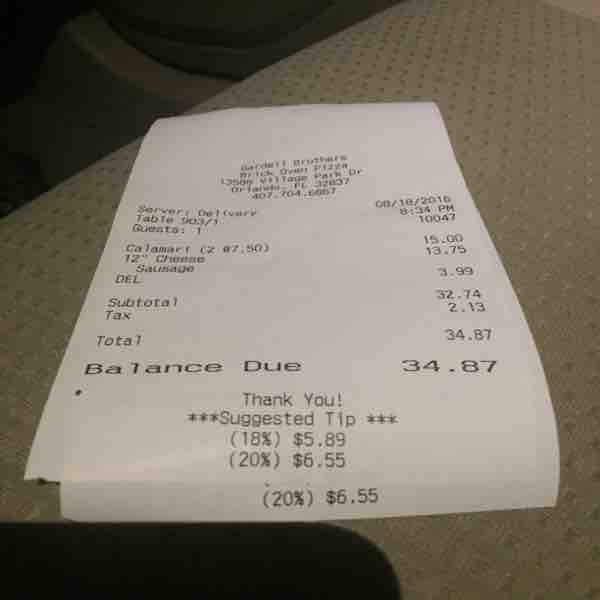 Gardell Brothers
Brick Oven Pizza
13586 Village Park Dr
Orlando, FL 32837
407.704.6867
Server: Delivery 08/18/2016
Table 903/1 8:34 PM
Guests: 1 10047
Calamari (2 @7.50) 15.00
12" Cheese 13.75
Sausage
DEL 3.99
Subtotal 32.74
Tax 2.13
Total 34.87
Balance Due 34.87
Thank You!
***Suggested Tip ***
(18%) $5.89
(20%) $6.55
(20%) $6.55